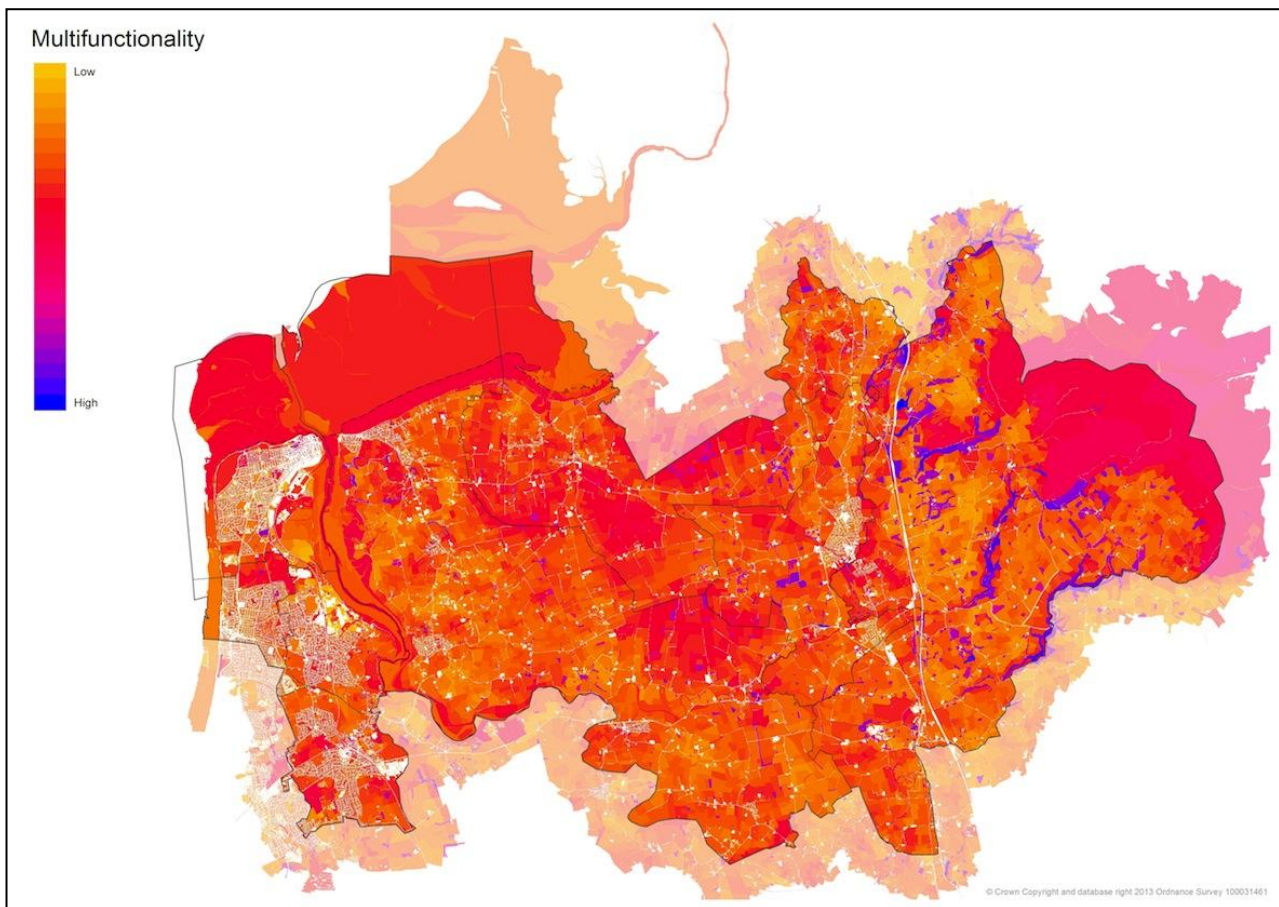 Multifunctionality
Low
High
© Crown Copyright and database right 2013 Ordnance Survey 100031461